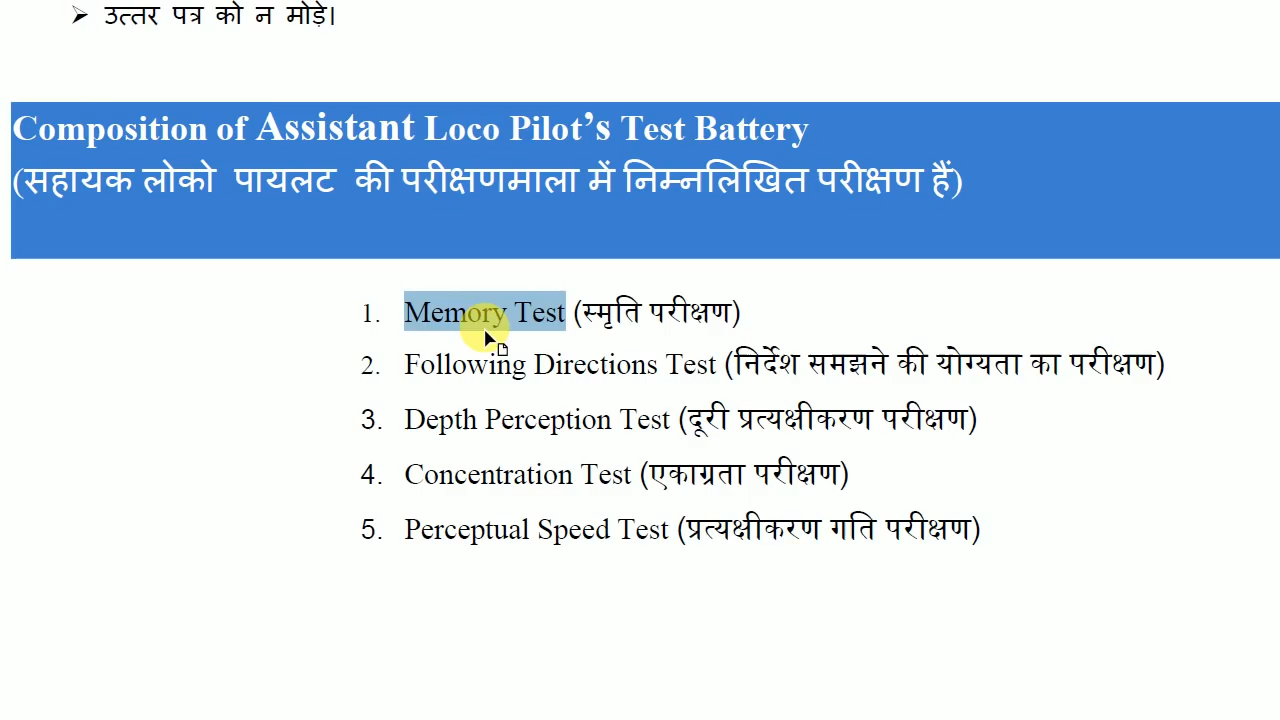 ➢ उत्तर पत्र को न मोड़े।
Composition of Assistant Loco Pilot’s Test Battery
(सहायक लोको पायलट की परीक्षणमाला में निम्नलिखित परीक्षण हैं)
1. Memory Test (स्मृति परीक्षण)
2. Following Directions Test (निर्देश समझने की योग्यता का परीक्षण)
3. Depth Perception Test (दूरी प्रत्यक्षीकरण परीक्षण)
4. Concentration Test (एकाग्रता परीक्षण)
5. Perceptual Speed Test (प्रत्यक्षीकरण गति परीक्षण)